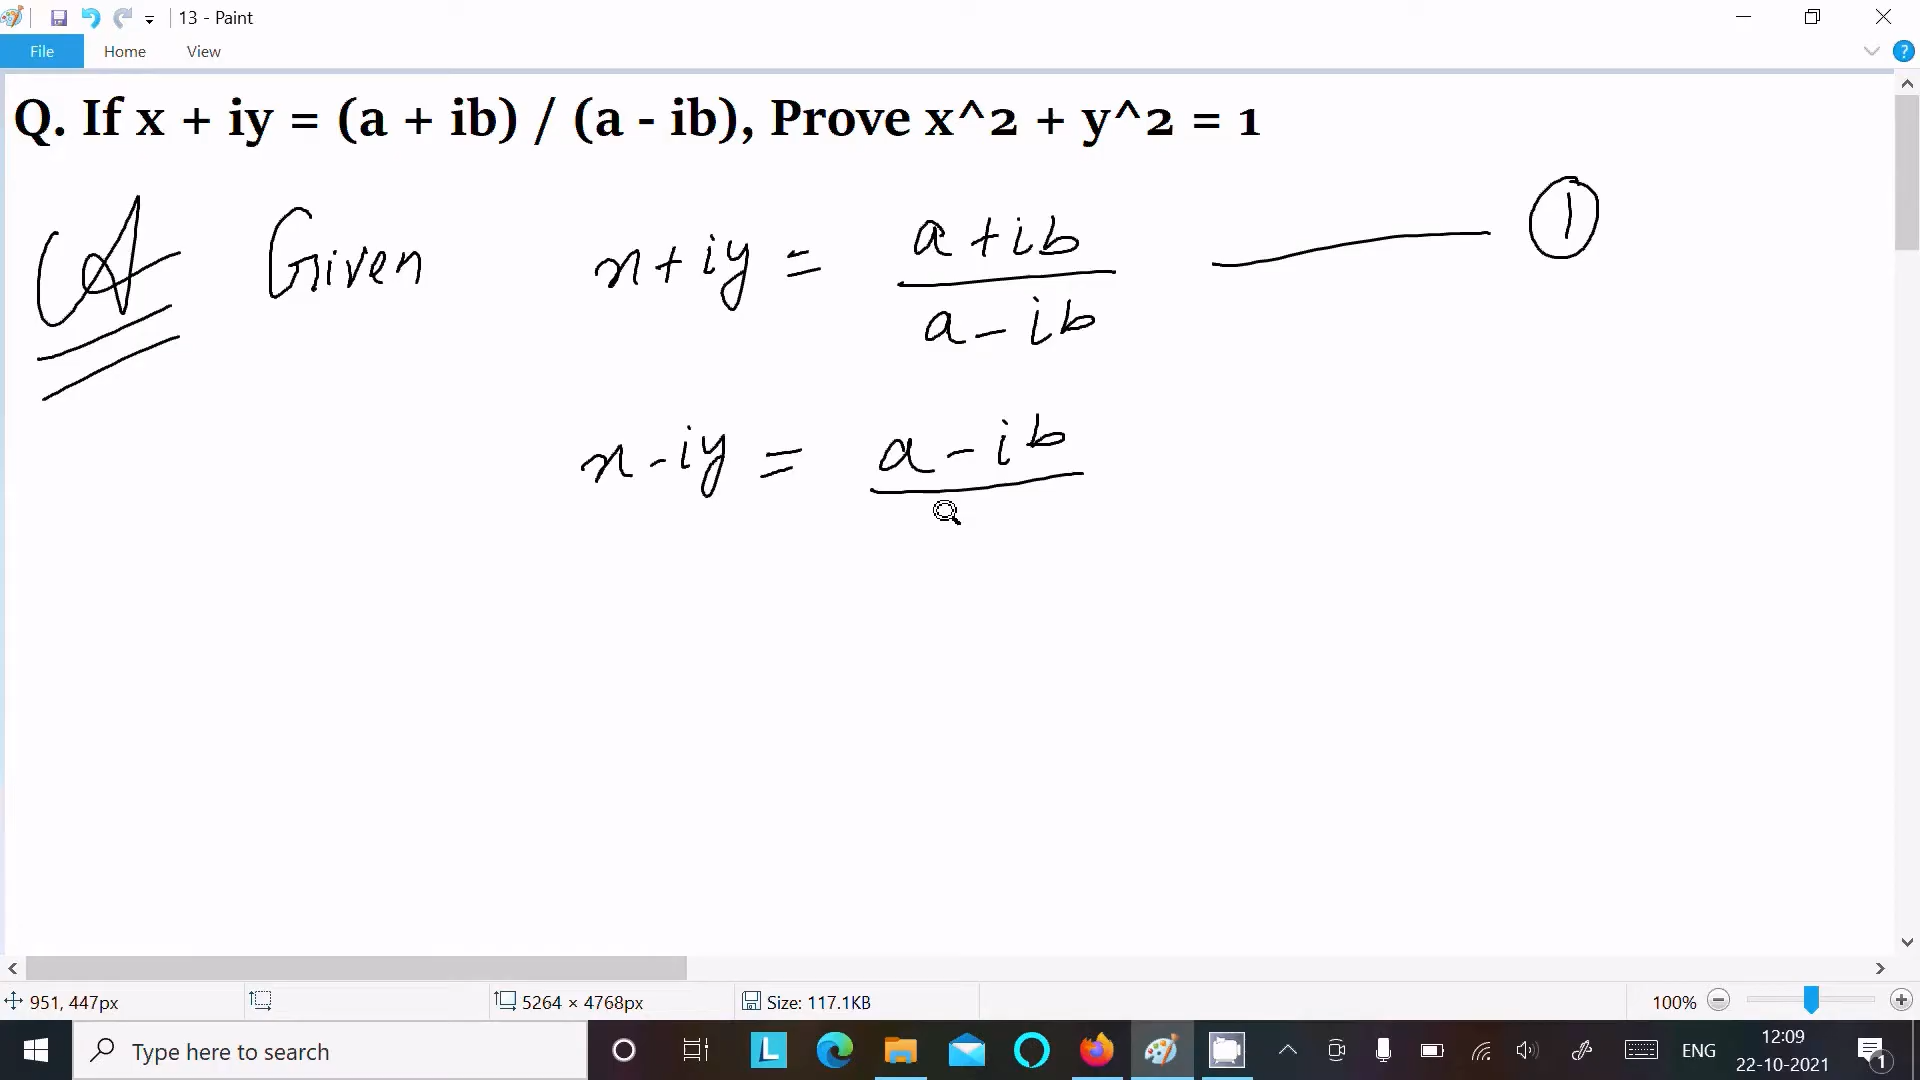 13 - Paint
File Home View
Q. If x + iy = (a + ib) / (a - ib), Prove x^2 + y^2 = 1
A Given x + iy = a + ib / a - ib ——— 1
x - iy = a - ib
951, 447px 5264 × 4768px Size: 117.1KB 100%
Type here to search L ENG 12:09
22-10-2021 1